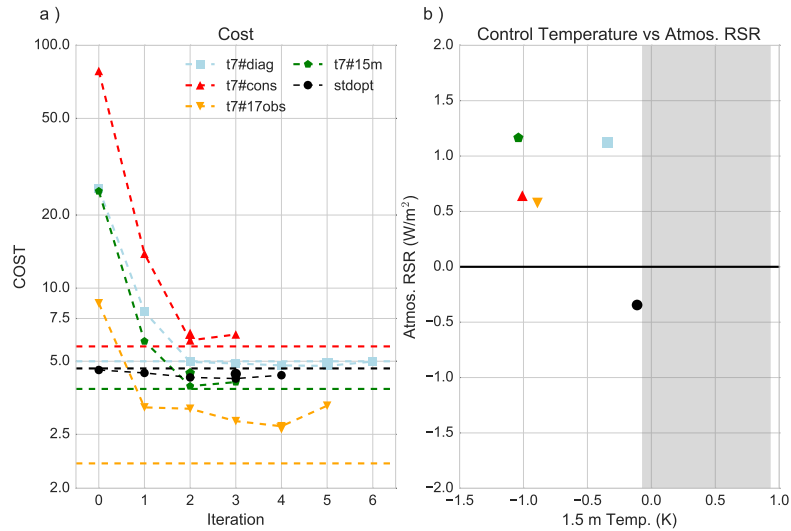 a )
Cost
t7#diag
t7#cons
t7#17obs
t7#15m
stdopt
100.0
50.0
20.0
10.0
7.5
5.0
2.5
2.0
COST
0 1 2 3 4 5 6
Iteration
b )
Control Temperature vs Atmos. RSR
2.0
1.5
1.0
0.5
0.0
−0.5
−1.0
−1.5
−2.0
Atmos. RSR (W/m²)
−1.5 −1.0 −0.5 0.0 0.5 1.0
1.5 m Temp. (K)